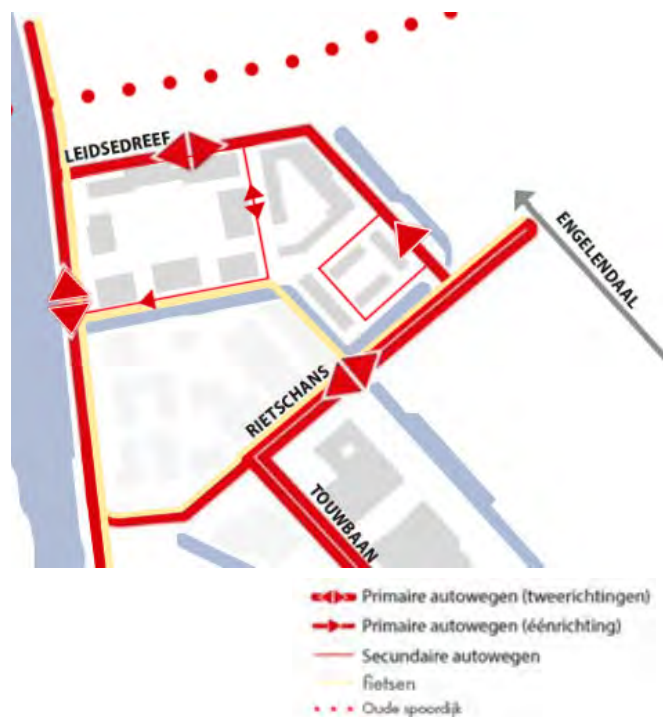 LEIDSEDREEF
ENGELENDAAL
RIETSCHANS
TOUWBAAN
Primaire autowegen (tweerichtingen)
Primaire autowegen (éénrichting)
Secundaire autowegen
Fietsen
Oude spoordijk